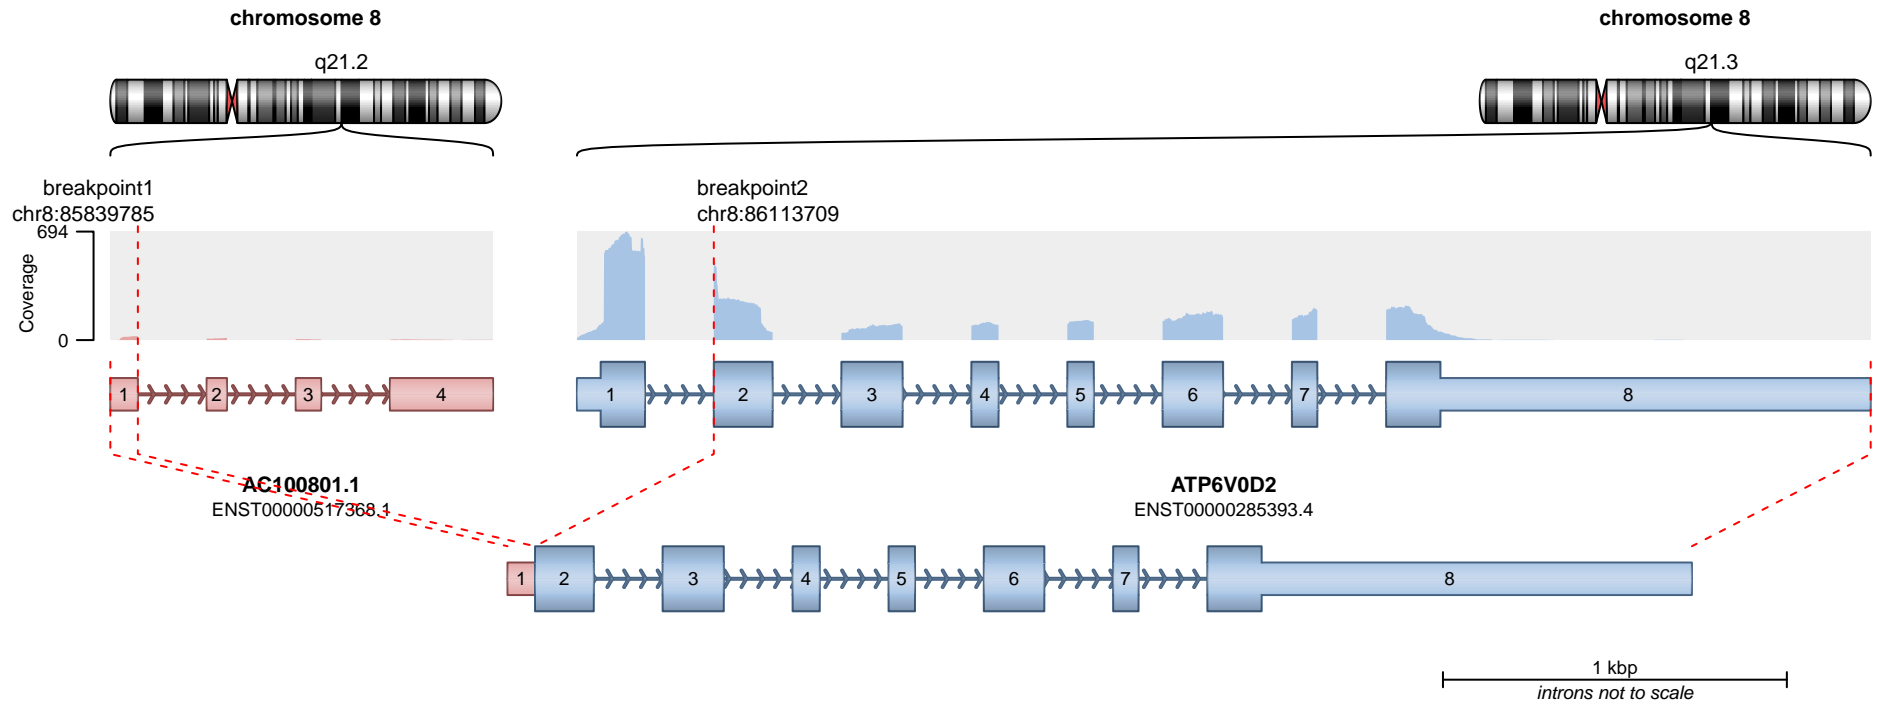 chromosome 8
chromosome 8
q21.2
q21.3
breakpoint1
chr8:85839785
breakpoint2
chr8:86113709
694
Coverage
0
1 2 3 4
1 2 3 4 5 6 7 8
AC100801.1
ENST00000517368.1
ATP6V0D2
ENST00000285393.4
1 2 3 4 5 6 7 8
1 kbp
introns not to scale